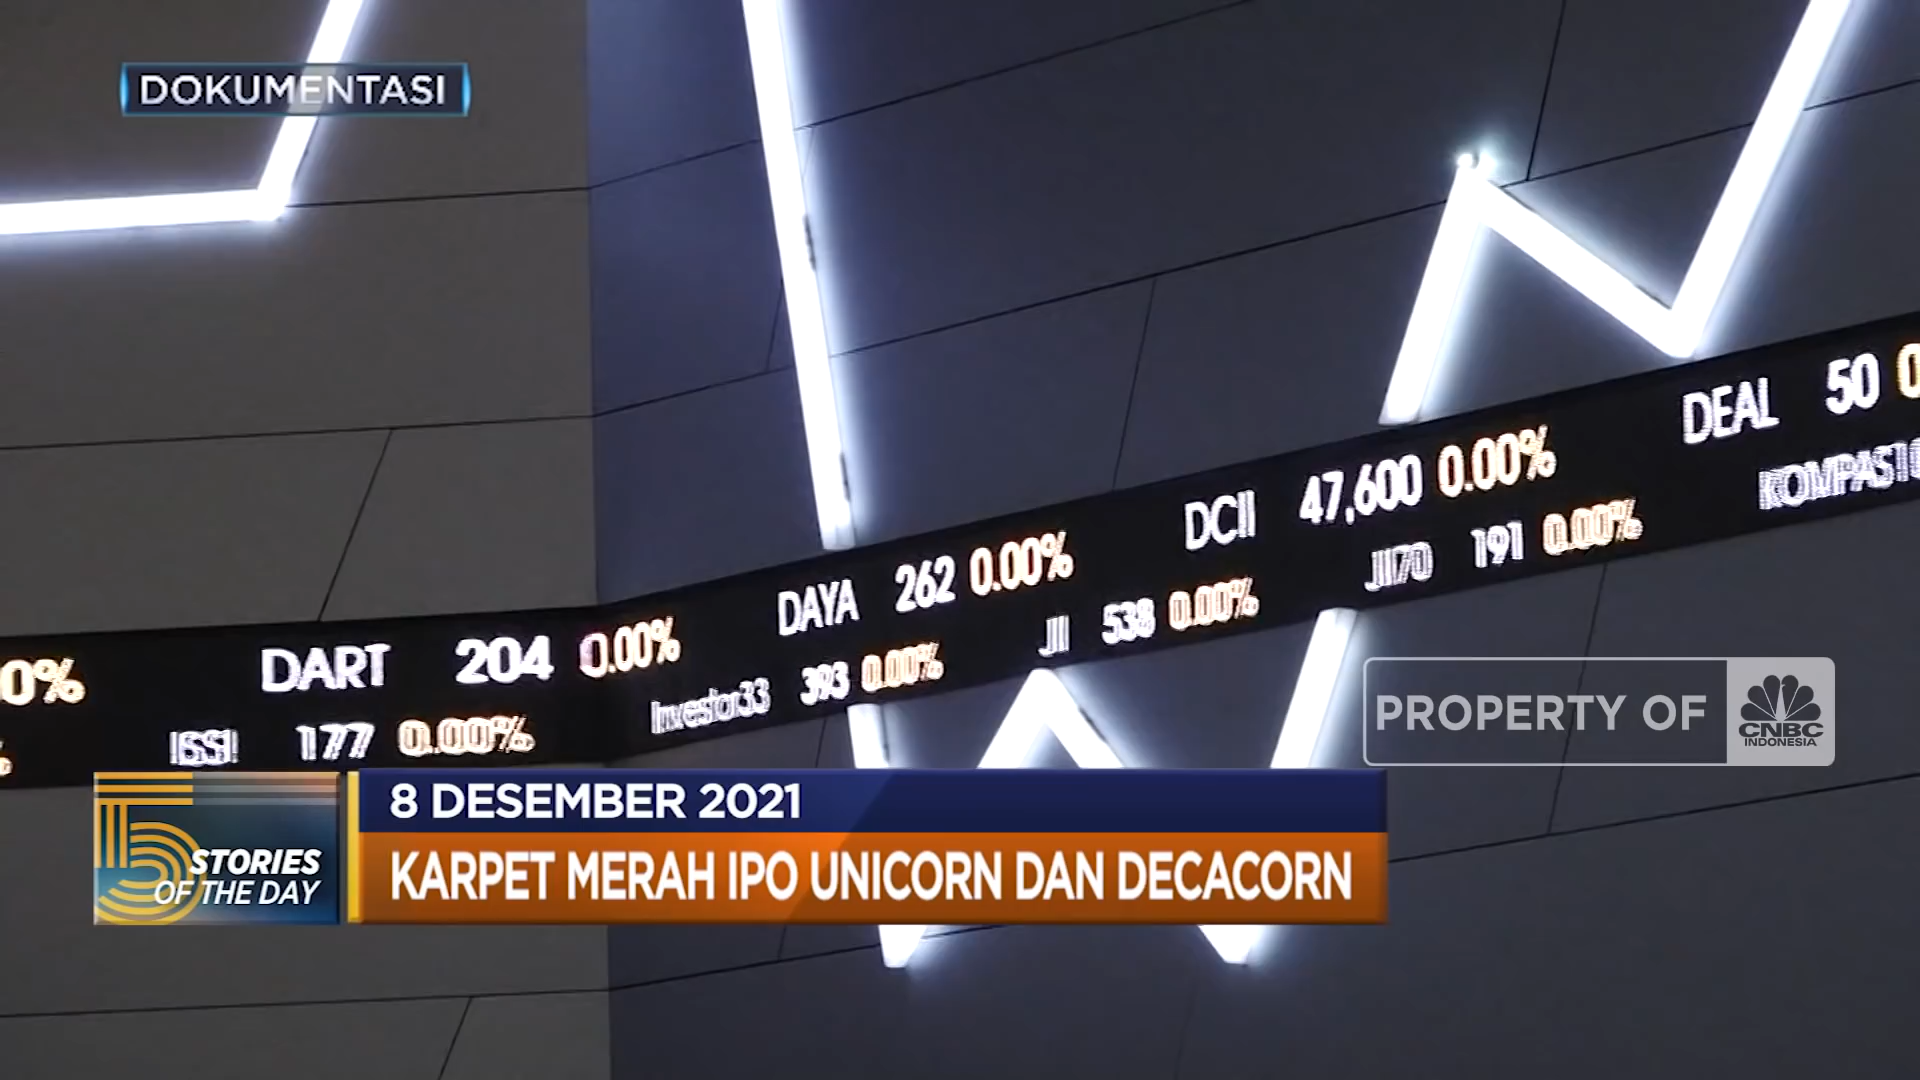 DOKUMENTASI
DEAL 50
DCII 47,600 0.00%
DAYA 262 0.00%
DART 204 0.00%
0%
JII70 191 0.00%
JII 538 0.00%
Investor33 393 0.00%
ISSI 177 0.00%
PROPERTY OF CNBC INDONESIA
8 DESEMBER 2021
5 STORIES OF THE DAY
KARPET MERAH IPO UNICORN DAN DECACORN